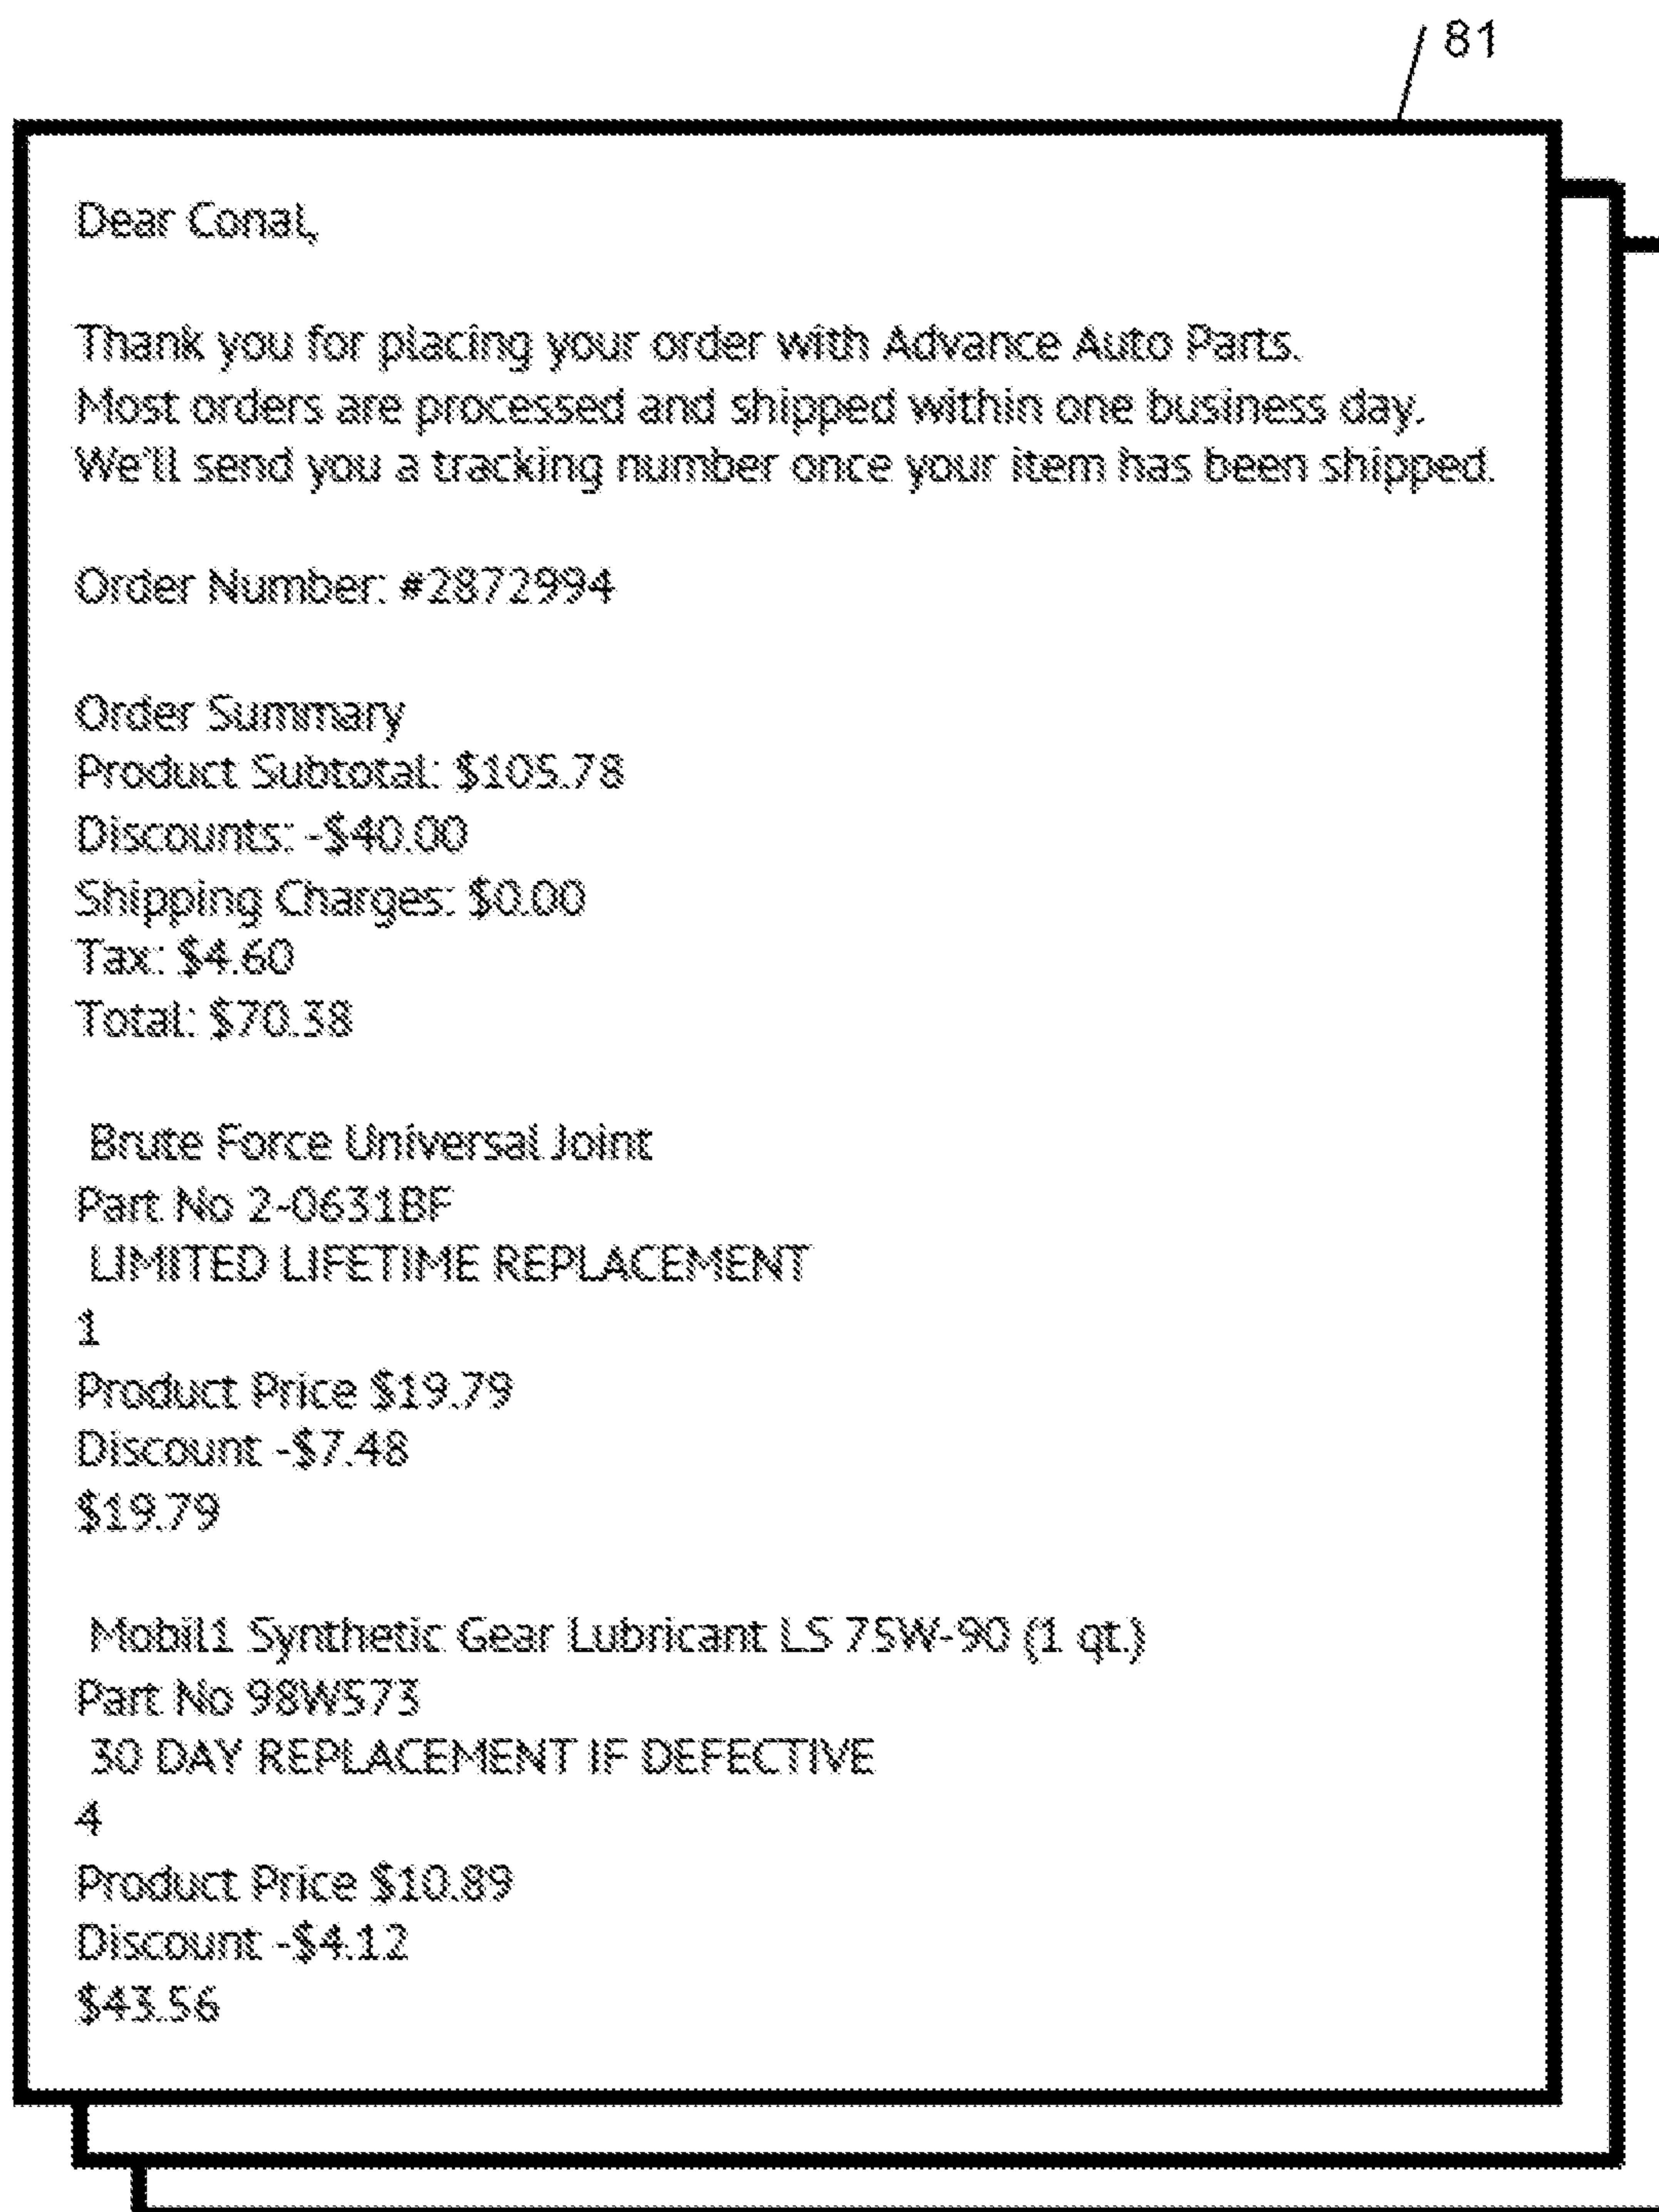 81
Dear Conal,
Thank you for placing your order with Advance Auto Parts.
Most orders are processed and shipped within one business day.
We'll send you a tracking number once your item has been shipped.
Order Number: #2872994
Order Summary
Product Subtotal: $105.78
Discounts: -$40.00
Shipping Charges: $0.00
Tax: $4.60
Total: $70.38
Brute Force Universal Joint
Part No 2-0631BF
LIMITED LIFETIME REPLACEMENT
1
Product Price $19.79
Discount -$7.48
$19.79
Mobil1 Synthetic Gear Lubricant LS 75W-90 (1 qt.)
Part No 98W573
30 DAY REPLACEMENT IF DEFECTIVE
4
Product Price $10.89
Discount -$4.12
$43.56